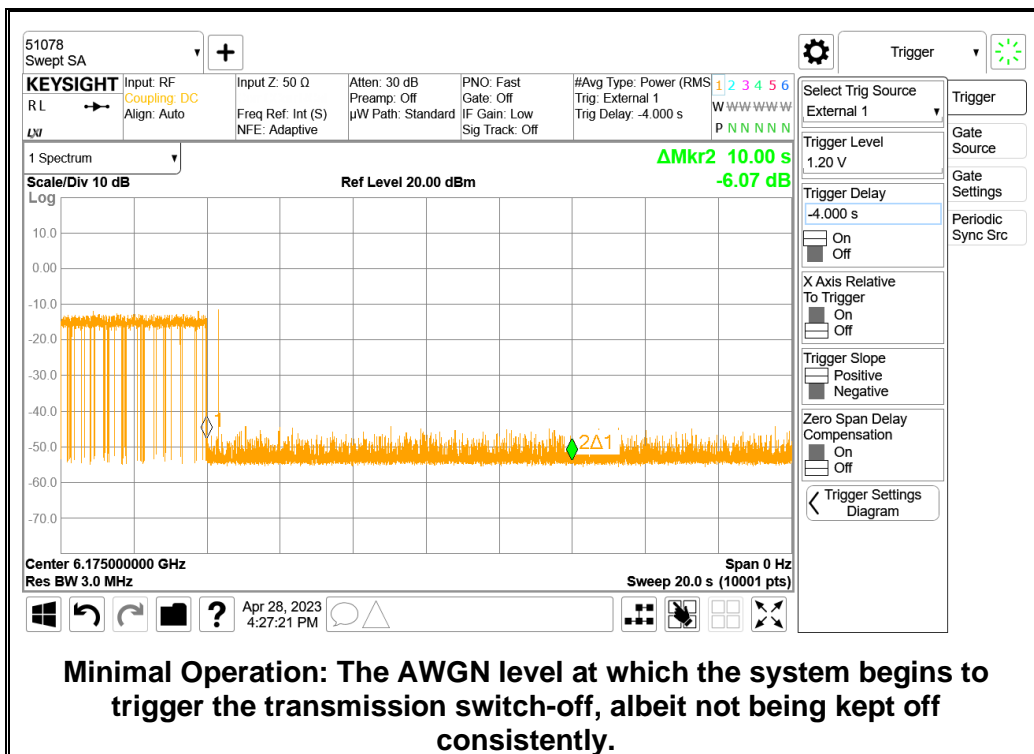 51078
Swept SA
+
Trigger
KEYSIGHT
RL
LXI
Input: RF
Coupling: DC
Align: Auto
Input Z: 50 Ω
Freq Ref: Int (S)
NFE: Adaptive
Atten: 30 dB
Preamp: Off
µW Path: Standard
PNO: Fast
Gate: Off
IF Gain: Low
Sig Track: Off
#Avg Type: Power (RMS
Trig: External 1
Trig Delay: -4.000 s
1 2 3 4 5 6
W W W W W W
P N N N N N
1 Spectrum
Scale/Div 10 dB
Ref Level 20.00 dBm
ΔMkr2 10.00 s
-6.07 dB
Log
10.0
0.00
-10.0
-20.0
-30.0
-40.0
-50.0
-60.0
-70.0
1
2Δ1
Center 6.175000000 GHz
Res BW 3.0 MHz
Span 0 Hz
Sweep 20.0 s (10001 pts)
Select Trig Source
External 1
Trigger Level
1.20 V
Trigger Delay
-4.000 s
On
Off
X Axis Relative
To Trigger
On
Off
Trigger Slope
Positive
Negative
Zero Span Delay
Compensation
On
Off
Trigger Settings
Diagram
Trigger
Gate
Source
Gate
Settings
Periodic
Sync Src
?
Apr 28, 2023
4:27:21 PM
Minimal Operation: The AWGN level at which the system begins to
trigger the transmission switch-off, albeit not being kept off
consistently.